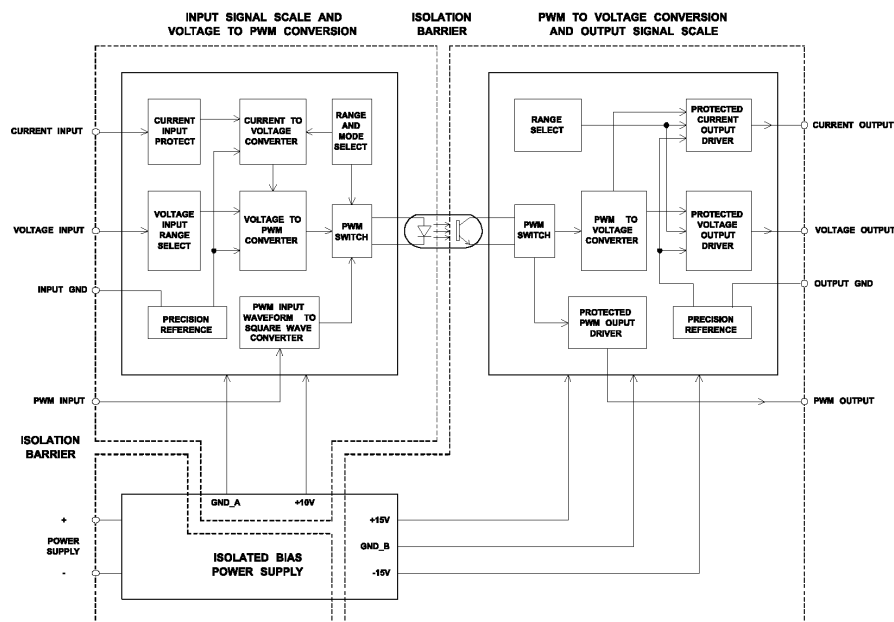 INPUT SIGNAL SCALE AND
VOLTAGE TO PWM CONVERSION
ISOLATION
BARRIER
PWM TO VOLTAGE CONVERSION
AND OUTPUT SIGNAL SCALE
CURRENT INPUT
CURRENT
INPUT
PROTECT
CURRENT TO
VOLTAGE
CONVERTER
RANGE
AND
MODE
SELECT
RANGE
SELECT
PROTECTED
CURRENT
OUTPUT
DRIVER
CURRENT OUTPUT
VOLTAGE INPUT
VOLTAGE
INPUT
RANGE
SELECT
VOLTAGE TO
PWM
CONVERTER
PWM
SWITCH
PWM
SWITCH
PWM TO
VOLTAGE
CONVERTER
PROTECTED
VOLTAGE
OUTPUT
DRIVER
VOLTAGE OUTPUT
INPUT GND
PRECISION
REFERENCE
PWM INPUT
WAVEFORM TO
SQUARE WAVE
CONVERTER
PROTECTED
PWM OUPUT
DRIVER
PRECISION
REFERENCE
OUTPUT GND
PWM INPUT
PWM OUTPUT
ISOLATION
BARRIER
GND_A
+10V
+
POWER
SUPPLY
-
ISOLATED BIAS
POWER SUPPLY
+15V
GND_B
-15V